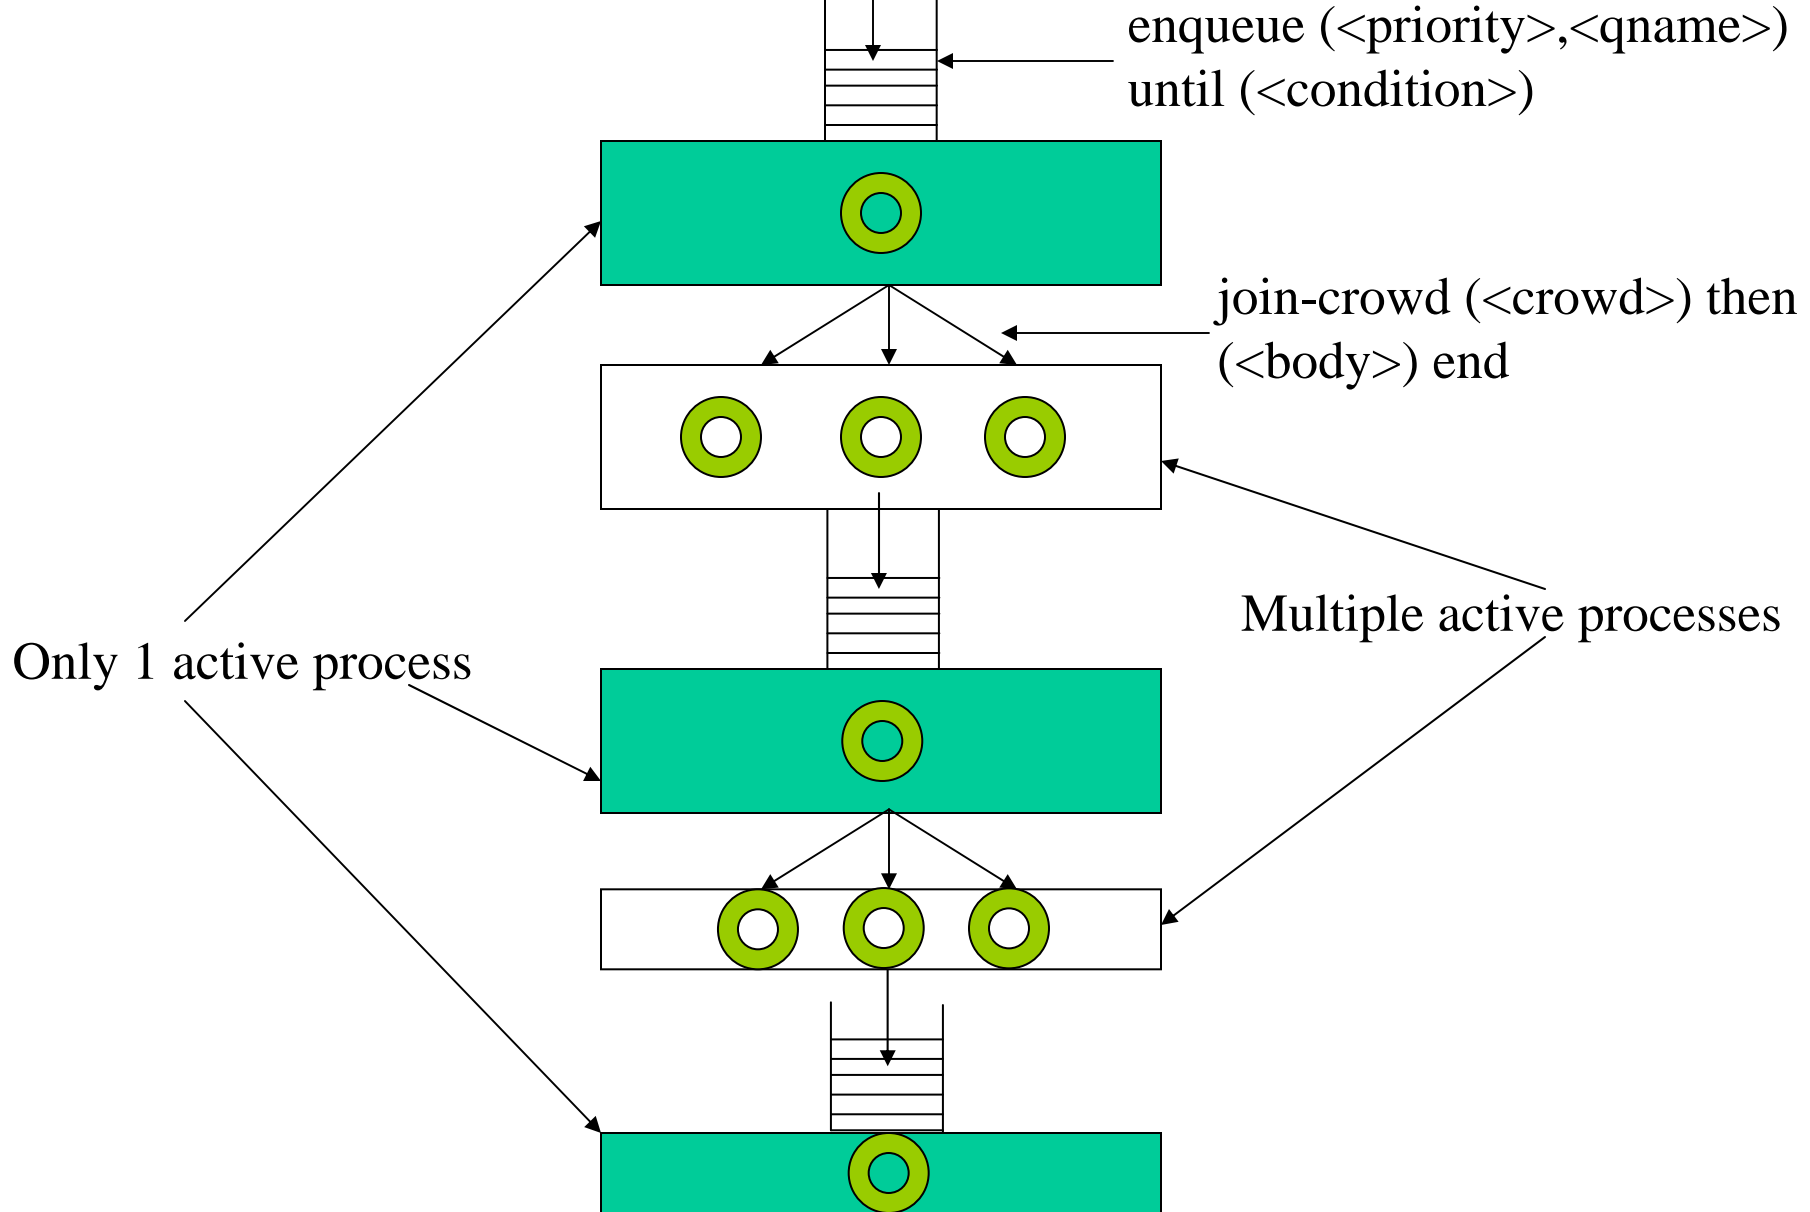 enqueue (<priority>,<qname>)
until (<condition>)
join-crowd (<crowd>) then
(<body>) end
Multiple active processes
Only 1 active process